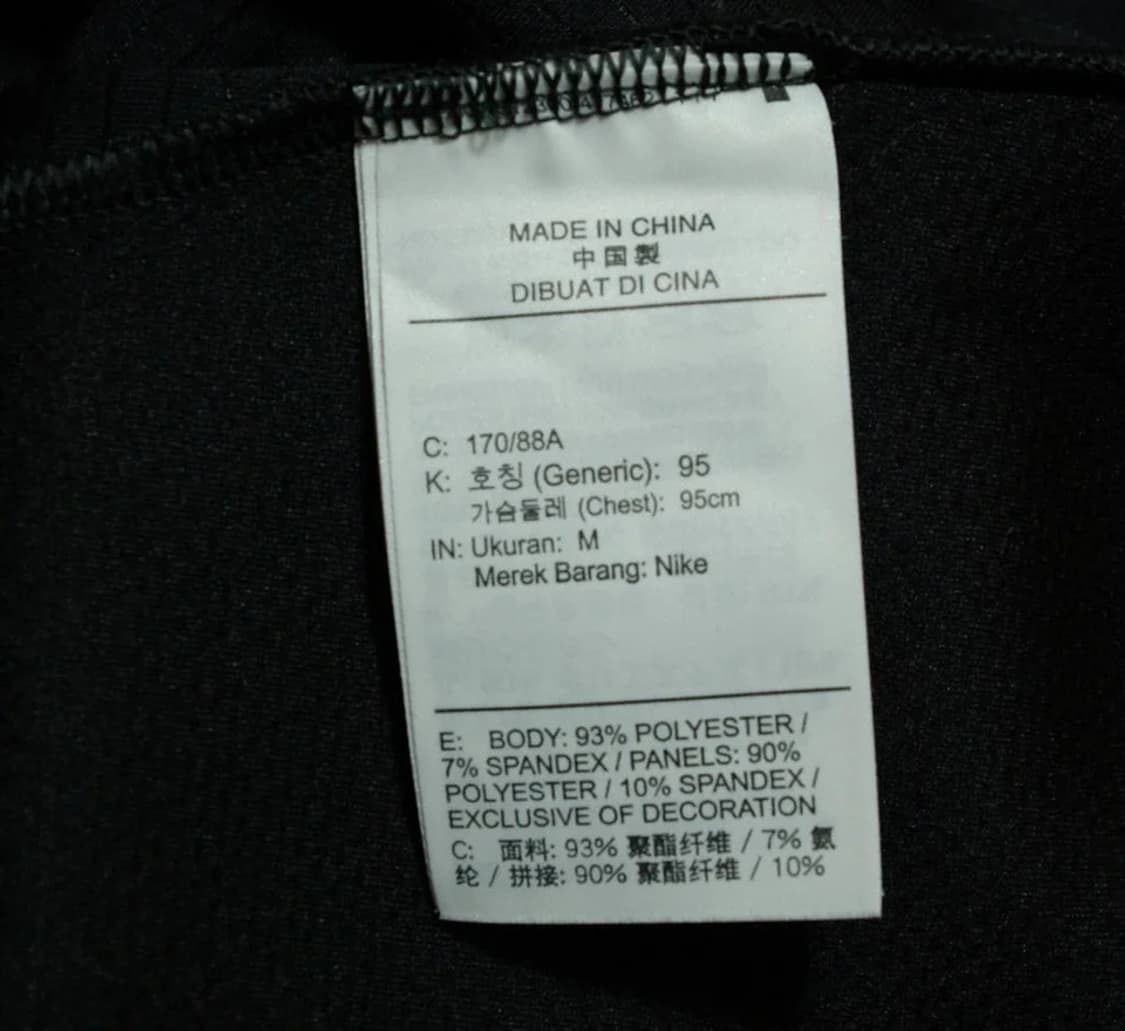 MADE IN CHINA
中国製
DIBUAT DI CINA
C: 170/88A
K: 호칭 (Generic): 95
가슴둘레 (Chest): 95cm
IN: Ukuran: M
Merek Barang: Nike
E: BODY: 93% POLYESTER /
7% SPANDEX / PANELS: 90%
POLYESTER / 10% SPANDEX /
EXCLUSIVE OF DECORATION
C: 面料: 93% 聚酯纤维 / 7% 氨
纶 / 拼接: 90% 聚酯纤维 / 10%